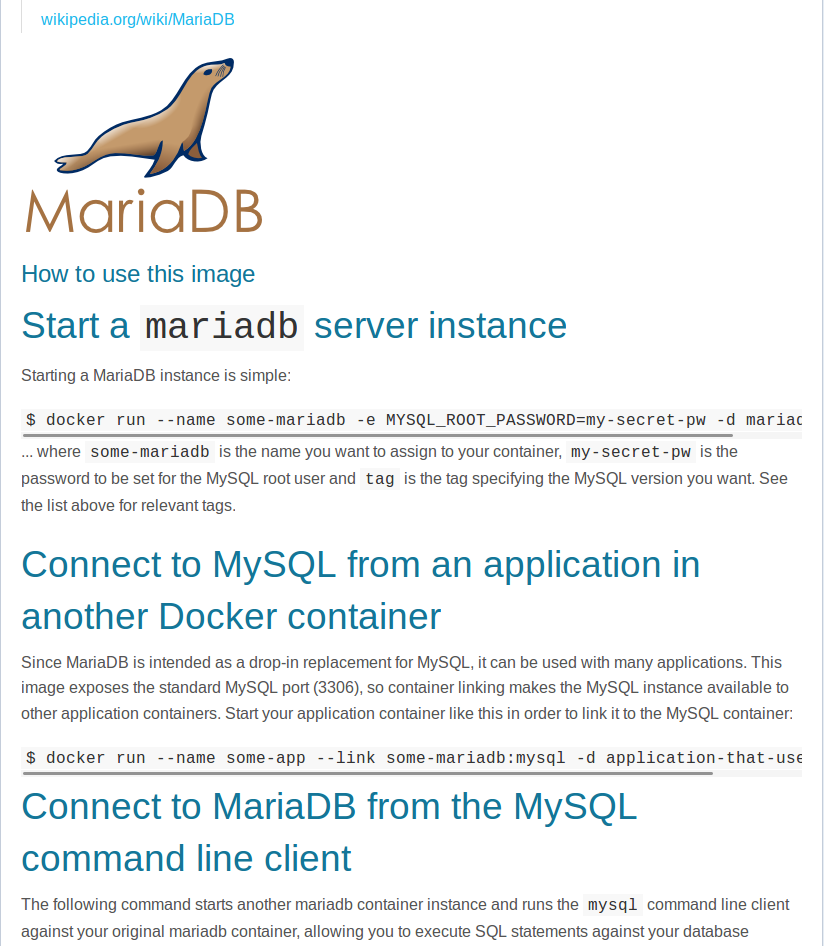 wikipedia.org/wiki/MariaDB
MariaDB
How to use this image
Start a mariadb server instance
Starting a MariaDB instance is simple:
$ docker run --name some-mariadb -e MYSQL_ROOT_PASSWORD=my-secret-pw -d mariad
... where some-mariadb is the name you want to assign to your container, my-secret-pw is the
password to be set for the MySQL root user and tag is the tag specifying the MySQL version you want. See
the list above for relevant tags.
Connect to MySQL from an application in
another Docker container
Since MariaDB is intended as a drop-in replacement for MySQL, it can be used with many applications. This
image exposes the standard MySQL port (3306), so container linking makes the MySQL instance available to
other application containers. Start your application container like this in order to link it to the MySQL container:
$ docker run --name some-app --link some-mariadb:mysql -d application-that-use
Connect to MariaDB from the MySQL
command line client
The following command starts another mariadb container instance and runs the mysql command line client
against your original mariadb container, allowing you to execute SQL statements against your database